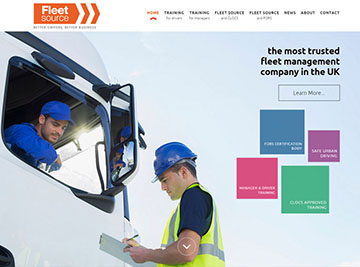 Fleet
source
BETTER DRIVERS, BETTER BUSINESS
HOME TRAINING TRAINING FLEET SOURCE FLEET SOURCE NEWS ABOUT CONTACT
for drivers for managers and CLOCS and FORS
the most trusted
fleet management
company in the UK
Learn More...
FORS CERTIFICATION
BODY
SAFE URBAN
DRIVING
MANAGER & DRIVER
TRAINING
CLOCS APPROVED
TRAINING